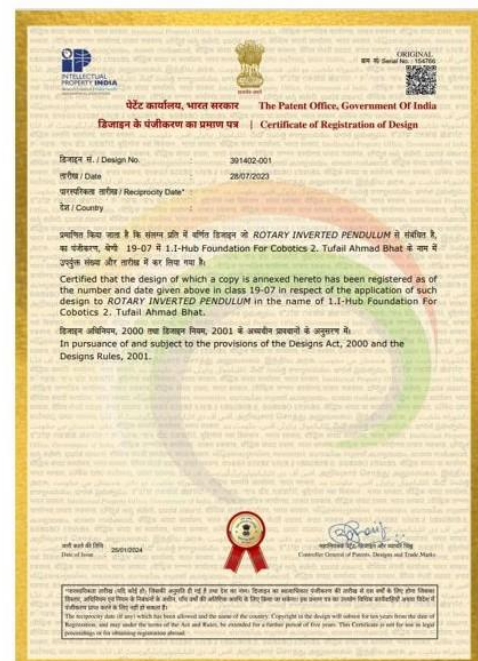 ORIGINAL
क्रम सं/ Serial No. : 154766
INTELLECTUAL
PROPERTY INDIA
पेटेंट कार्यालय, भारत सरकार The Patent Office, Government Of India
डिजाइन के पंजीकरण का प्रमाण पत्र | Certificate of Registration of Design
डिजाइन सं. / Design No. : 391402-001
तारीख / Date : 28/07/2023
पारस्परिकता तारीख / Reciprocity Date* :
देश / Country :
प्रमाणित किया जाता है कि संलग्न प्रति में वर्णित डिजाइन जो ROTARY INVERTED PENDULUM से संबंधित है,
का पंजीकरण, श्रेणी 19-07 में 1.I-Hub Foundation For Cobotics 2. Tufail Ahmad Bhat के नाम में
उपर्युक्त संख्या और तारीख में कर लिया गया है।
Certified that the design of which a copy is annexed hereto has been registered as of
the number and date given above in class 19-07 in respect of the application of such
design to ROTARY INVERTED PENDULUM in the name of 1.I-Hub Foundation For
Cobotics 2. Tufail Ahmad Bhat.
डिजाइन अधिनियम, 2000 तथा डिजाइन नियम, 2001 के अध्यधीन प्रावधानों के अनुसरण में।
In pursuance of and subject to the provisions of the Designs Act, 2000 and the
Designs Rules, 2001.
जारी करने की तिथि
Date of Issue : 25/01/2024
महानियंत्रक पेटेंट, डिजाइन और व्यापार चिह्न
Controller General of Patents, Designs and Trade Marks
The reciprocity date (if any) which has been allowed and the name of the country. Copyright in the design will subsist for ten years from the date of
Registration, and may under the terms of the Act and Rules, be extended for a further period of five years. This Certificate is not for use in legal
proceedings or for obtaining registration abroad.